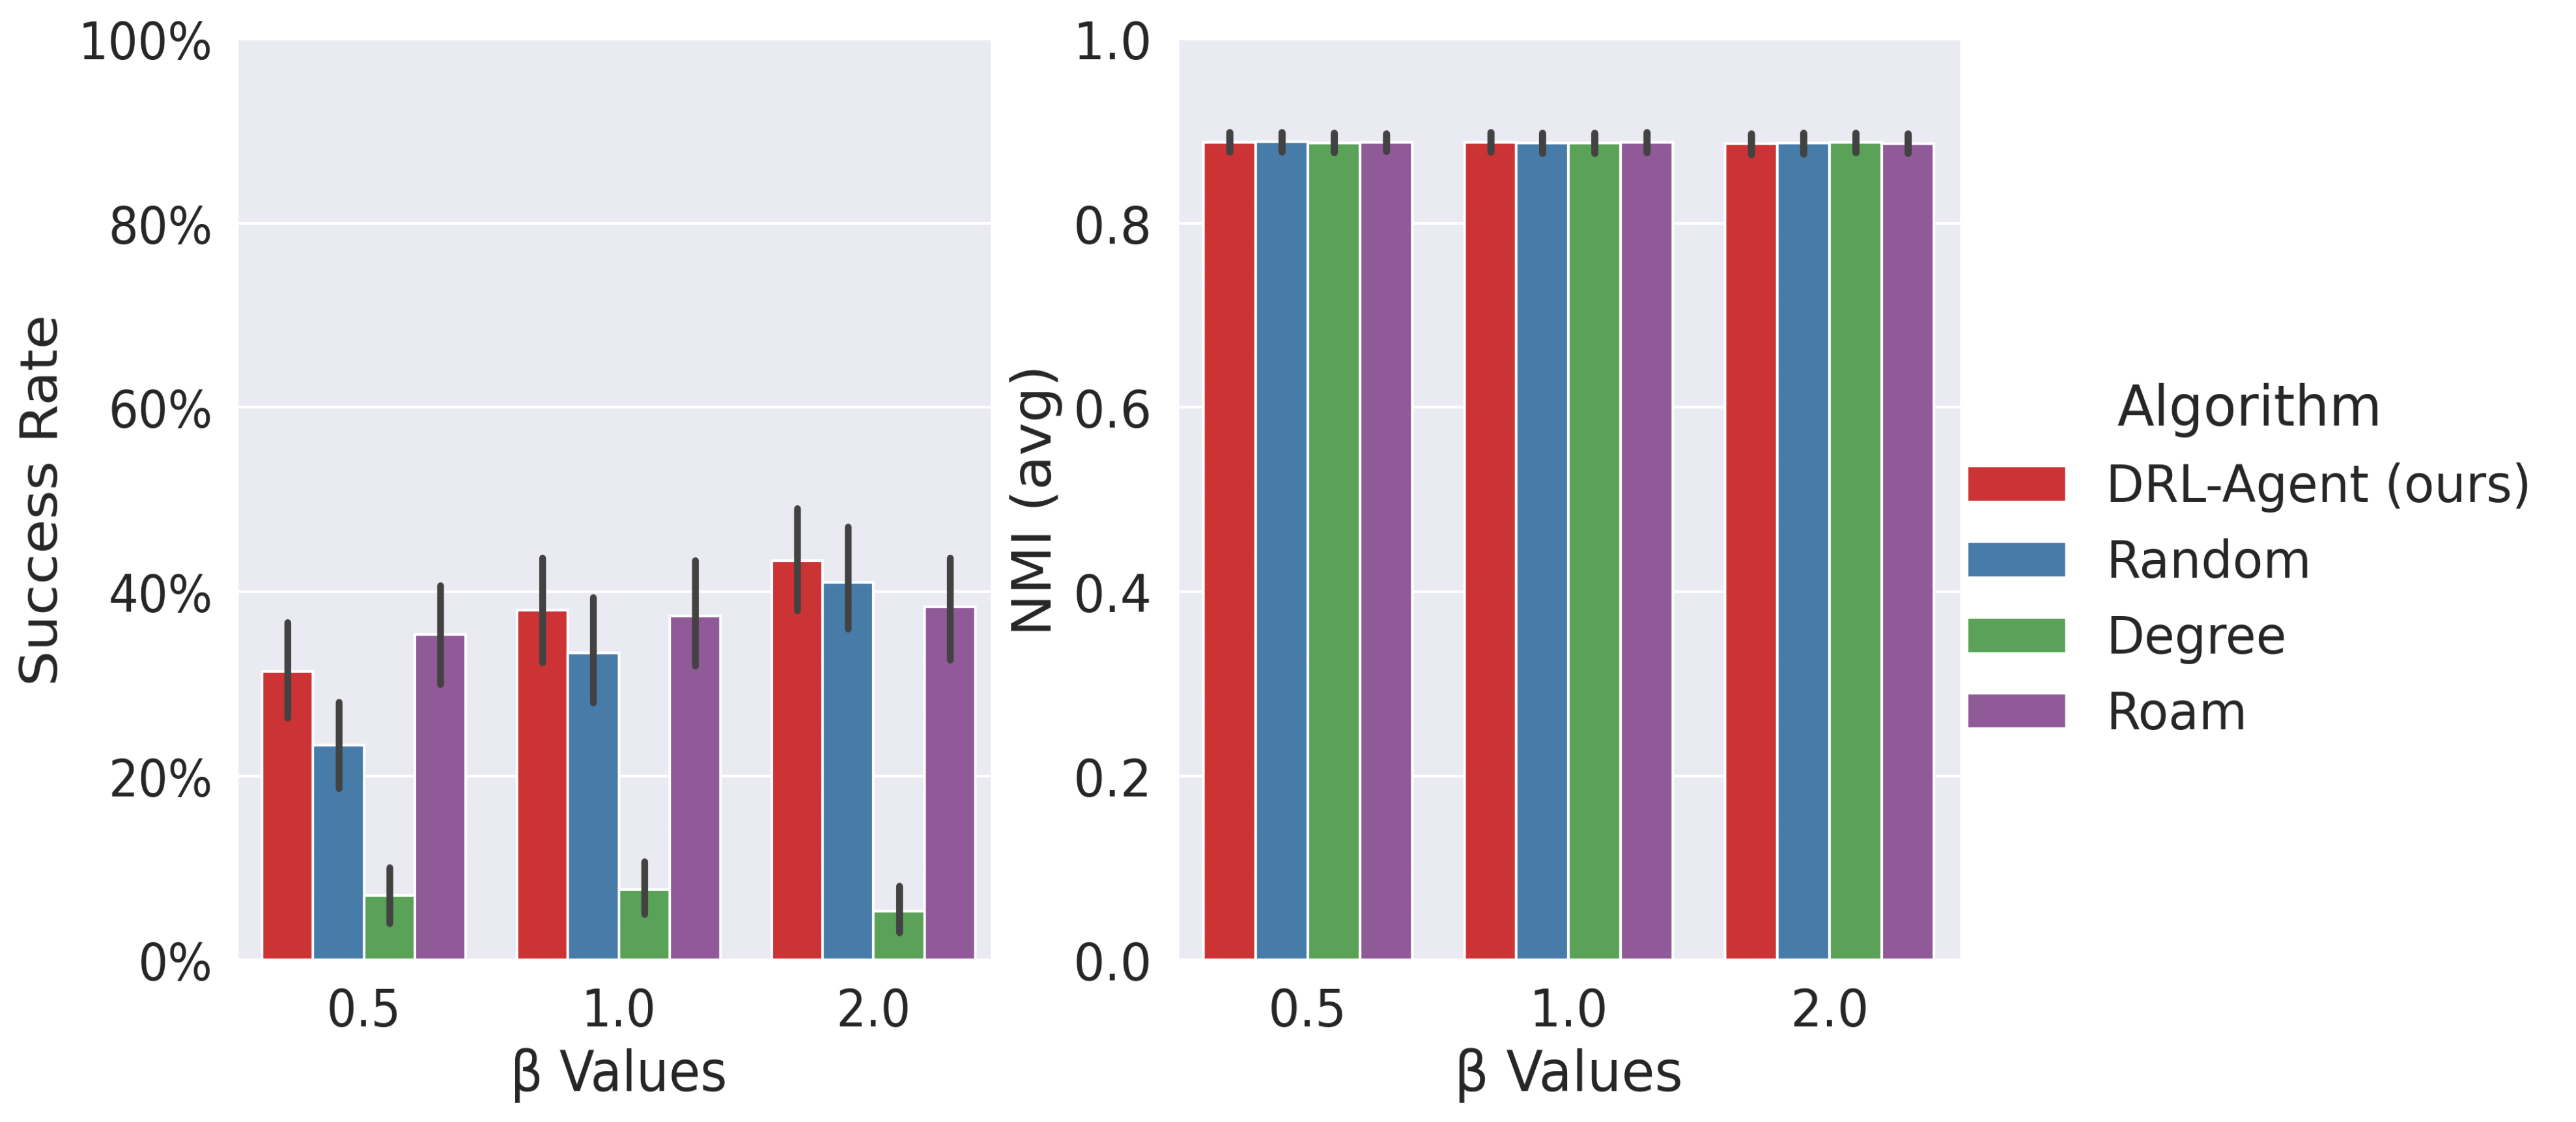 100%
80%
60%
40%
20%
0%
Success Rate
0.5 1.0 2.0
β Values
1.0
0.8
0.6
0.4
0.2
0.0
NMI (avg)
0.5 1.0 2.0
β Values
Algorithm
DRL-Agent (ours)
Random
Degree
Roam